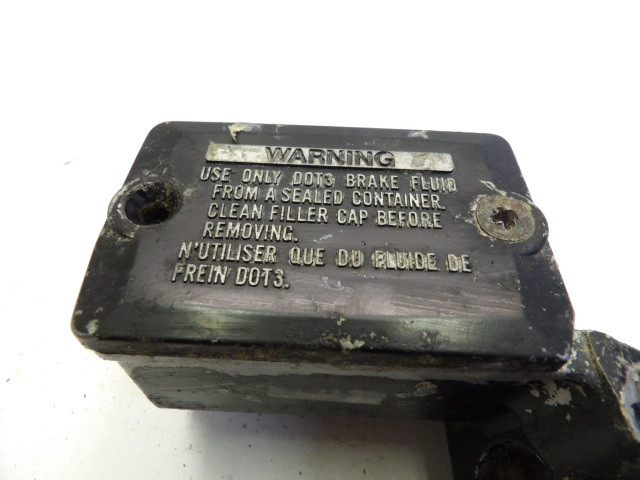 WARNING
USE ONLY DOT3 BRAKE FLUID
FROM A SEALED CONTAINER.
CLEAN FILLER CAP BEFORE
REMOVING.
N'UTILISER QUE DU FLUIDE DE
FREIN DOT3.